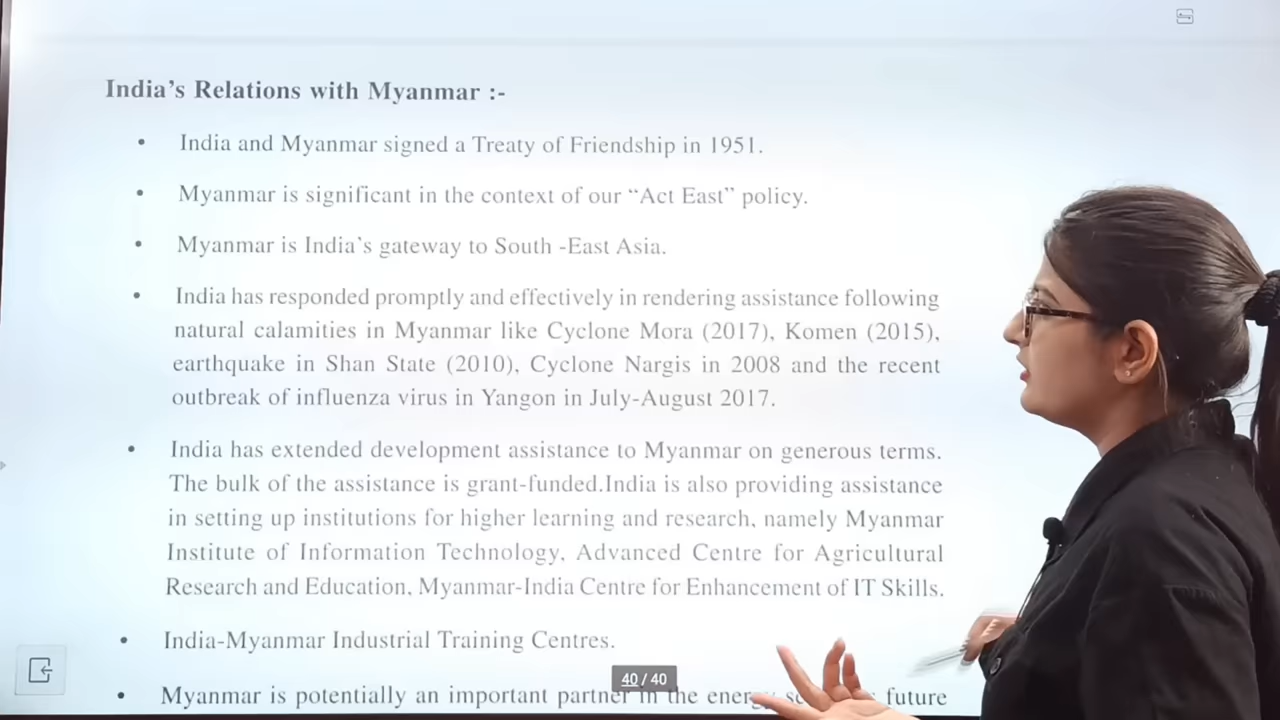 India’s Relations with Myanmar :-
• India and Myanmar signed a Treaty of Friendship in 1951.
• Myanmar is significant in the context of our “Act East” policy.
• Myanmar is India’s gateway to South -East Asia.
• India has responded promptly and effectively in rendering assistance following
natural calamities in Myanmar like Cyclone Mora (2017), Komen (2015),
earthquake in Shan State (2010), Cyclone Nargis in 2008 and the recent
outbreak of influenza virus in Yangon in July-August 2017.
• India has extended development assistance to Myanmar on generous terms.
The bulk of the assistance is grant-funded.India is also providing assistance
in setting up institutions for higher learning and research, namely Myanmar
Institute of Information Technology, Advanced Centre for Agricultural
Research and Education, Myanmar-India Centre for Enhancement of IT Skills.
• India-Myanmar Industrial Training Centres.
40 / 40
• Myanmar is potentially an important partner in the future